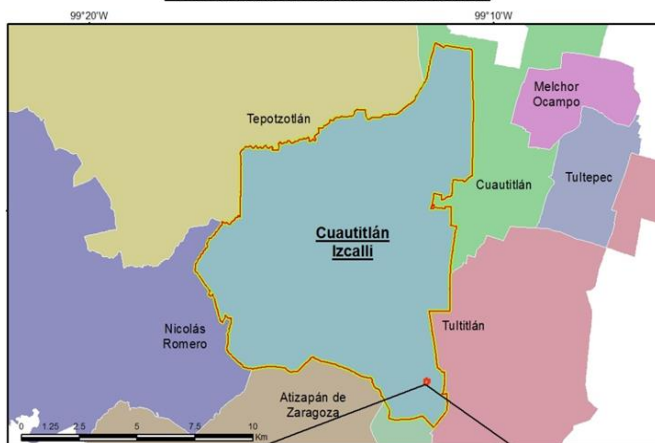 99°20'W
99°10'W
Melchor
Ocampo
Tepotzotlán
Cuautitlán
Tultepec
Cuautitlán
Izcalli
Nicolás
Romero
Tultitlán
Atizapán de
Zaragoza
0 1.25 2.5 5 7.5 10
Km